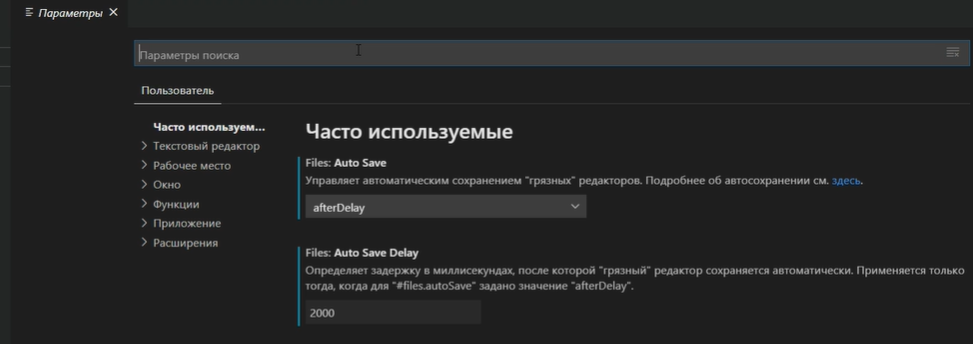 Параметры
Параметры поиска
Пользователь
Часто используем...
Текстовый редактор
Рабочее место
Окно
Функции
Приложение
Расширения
Часто используемые
Files: Auto Save
Управляет автоматическим сохранением "грязных" редакторов. Подробнее об автосохранении см. здесь.
afterDelay
Files: Auto Save Delay
Определяет задержку в миллисекундах, после которой "грязный" редактор сохраняется автоматически. Применяется только
тогда, когда для "#files.autoSave" задано значение "afterDelay".
2000